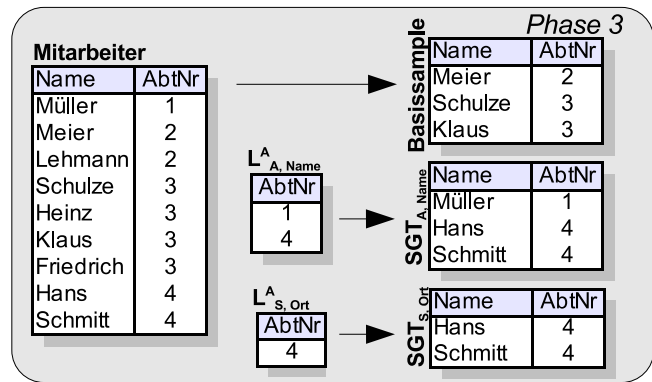 Phase 3
Mitarbeiter
Name AbtNr
Müller 1
Meier 2
Lehmann 2
Schulze 3
Heinz 3
Klaus 3
Friedrich 3
Hans 4
Schmitt 4
Basissample
Name AbtNr
Meier 2
Schulze 3
Klaus 3
L^A_A, Name
AbtNr
1
4
SGT_A, Name
Name AbtNr
Müller 1
Hans 4
Schmitt 4
L^A_S, Ort
AbtNr
4
SGT_S, Ort
Name AbtNr
Hans 4
Schmitt 4